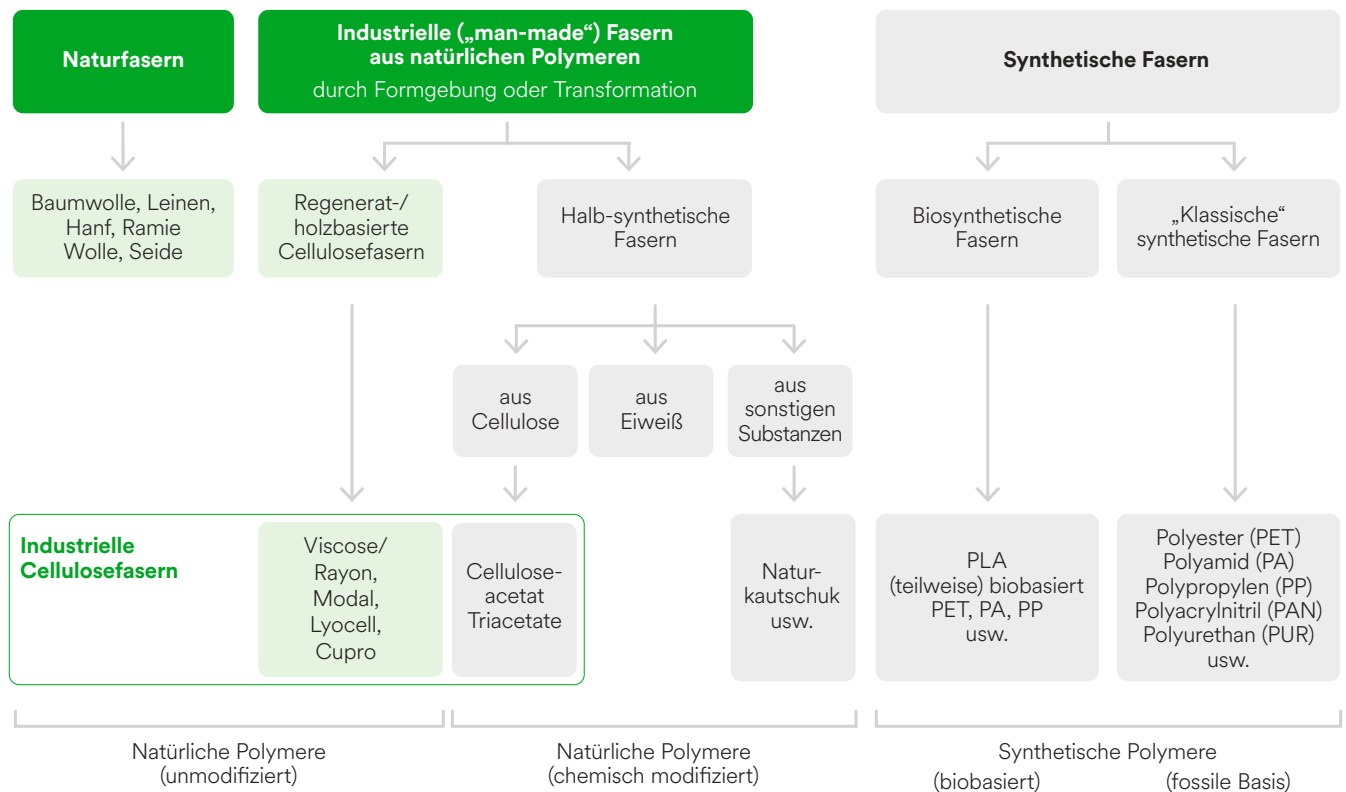 Naturfasern
Industrielle („man-made“) Fasern
aus natürlichen Polymeren
durch Formgebung oder Transformation
Synthetische Fasern
Baumwolle, Leinen,
Hanf, Ramie
Wolle, Seide
Regenerat-/
holzbasierte
Cellulosefasern
Halb-synthetische
Fasern
Biosynthetische
Fasern
„Klassische“
synthetische Fasern
aus
Cellulose
aus
Eiweiß
aus
sonstigen
Substanzen
Industrielle
Cellulosefasern
Viscose/
Rayon,
Modal,
Lyocell,
Cupro
Cellulose-
acetat
Triacetate
Natur-
kautschuk
usw.
PLA
(teilweise) biobasiert
PET, PA, PP
usw.
Polyester (PET)
Polyamid (PA)
Polypropylen (PP)
Polyacrylnitril (PAN)
Polyurethan (PUR)
usw.
Natürliche Polymere
(unmodifiziert)
Natürliche Polymere
(chemisch modifiziert)
Synthetische Polymere
(biobasiert)
(fossile Basis)